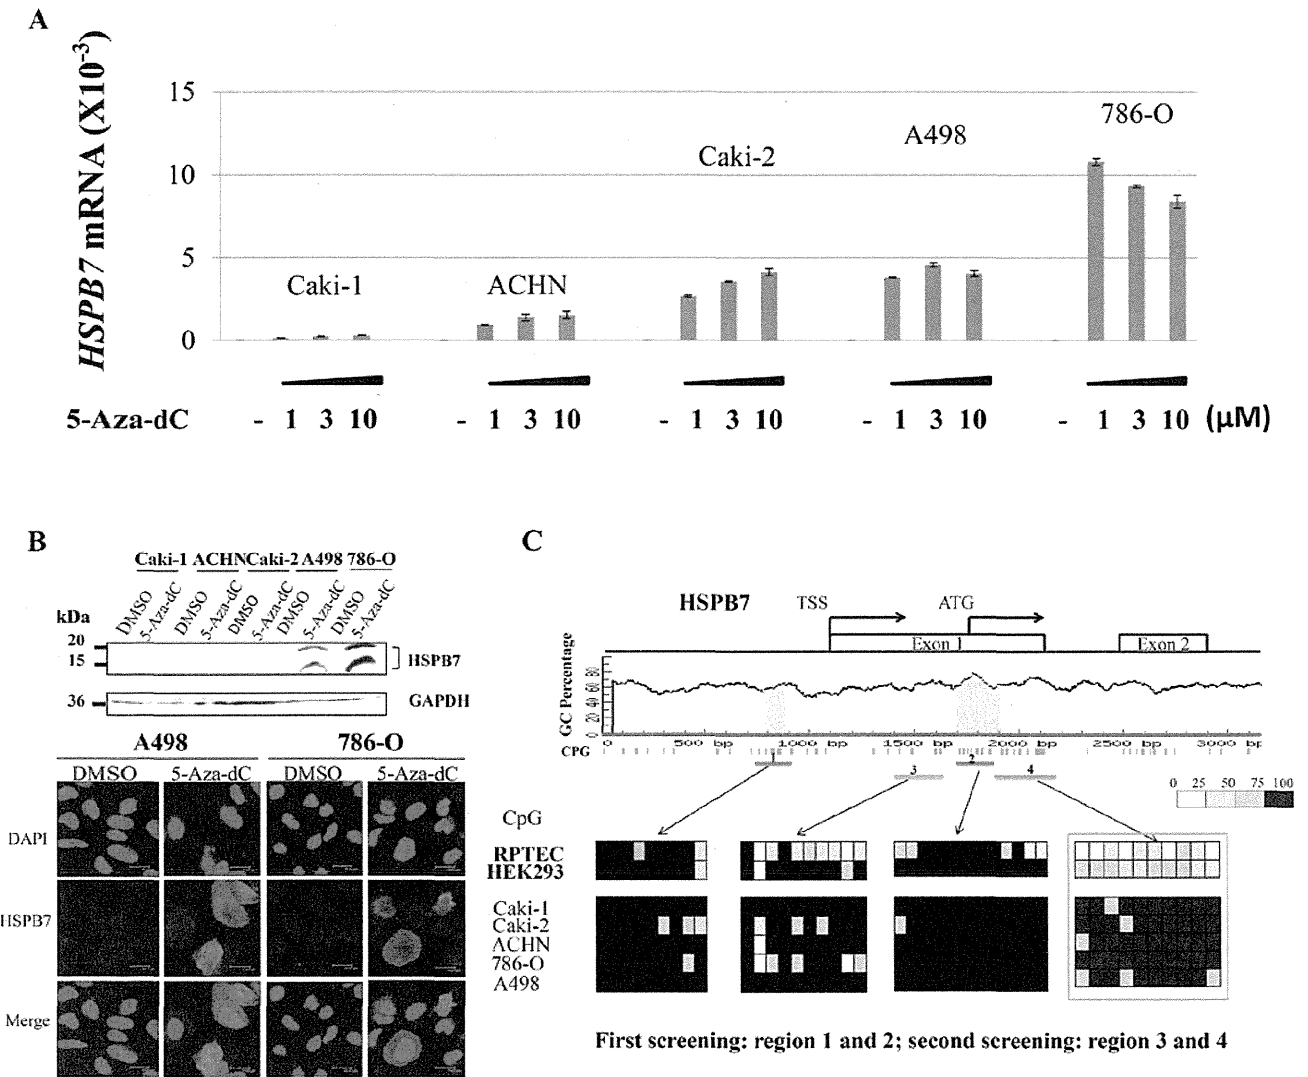 A
HSPB7 mRNA (X10-3)
15
10
5
0
Caki-1
ACHN
Caki-2
A498
786-O
5-Aza-dC - 1 3 10 - 1 3 10 - 1 3 10 - 1 3 10 - 1 3 10 (μM)
B
Caki-1 ACHN Caki-2 A498 786-O
DMSO 5-Aza-dC DMSO 5-Aza-dC DMSO 5-Aza-dC DMSO 5-Aza-dC DMSO 5-Aza-dC
kDa
20
15
HSPB7
36
GAPDH
A498 786-O
DMSO 5-Aza-dC DMSO 5-Aza-dC
DAPI
HSPB7
Merge
C
HSPB7
TSS
ATG
Exon 1
Exon 2
GC Percentage
0 20 40 60 80
0 500 bp 1000 bp 1500 bp 2000 bp 2500 bp 3000 bp
CPG
1
2
3
4
0 25 50 75 100
CpG
RPTEC
HEK293
Caki-1
Caki-2
ACHN
786-O
A498
First screening: region 1 and 2; second screening: region 3 and 4